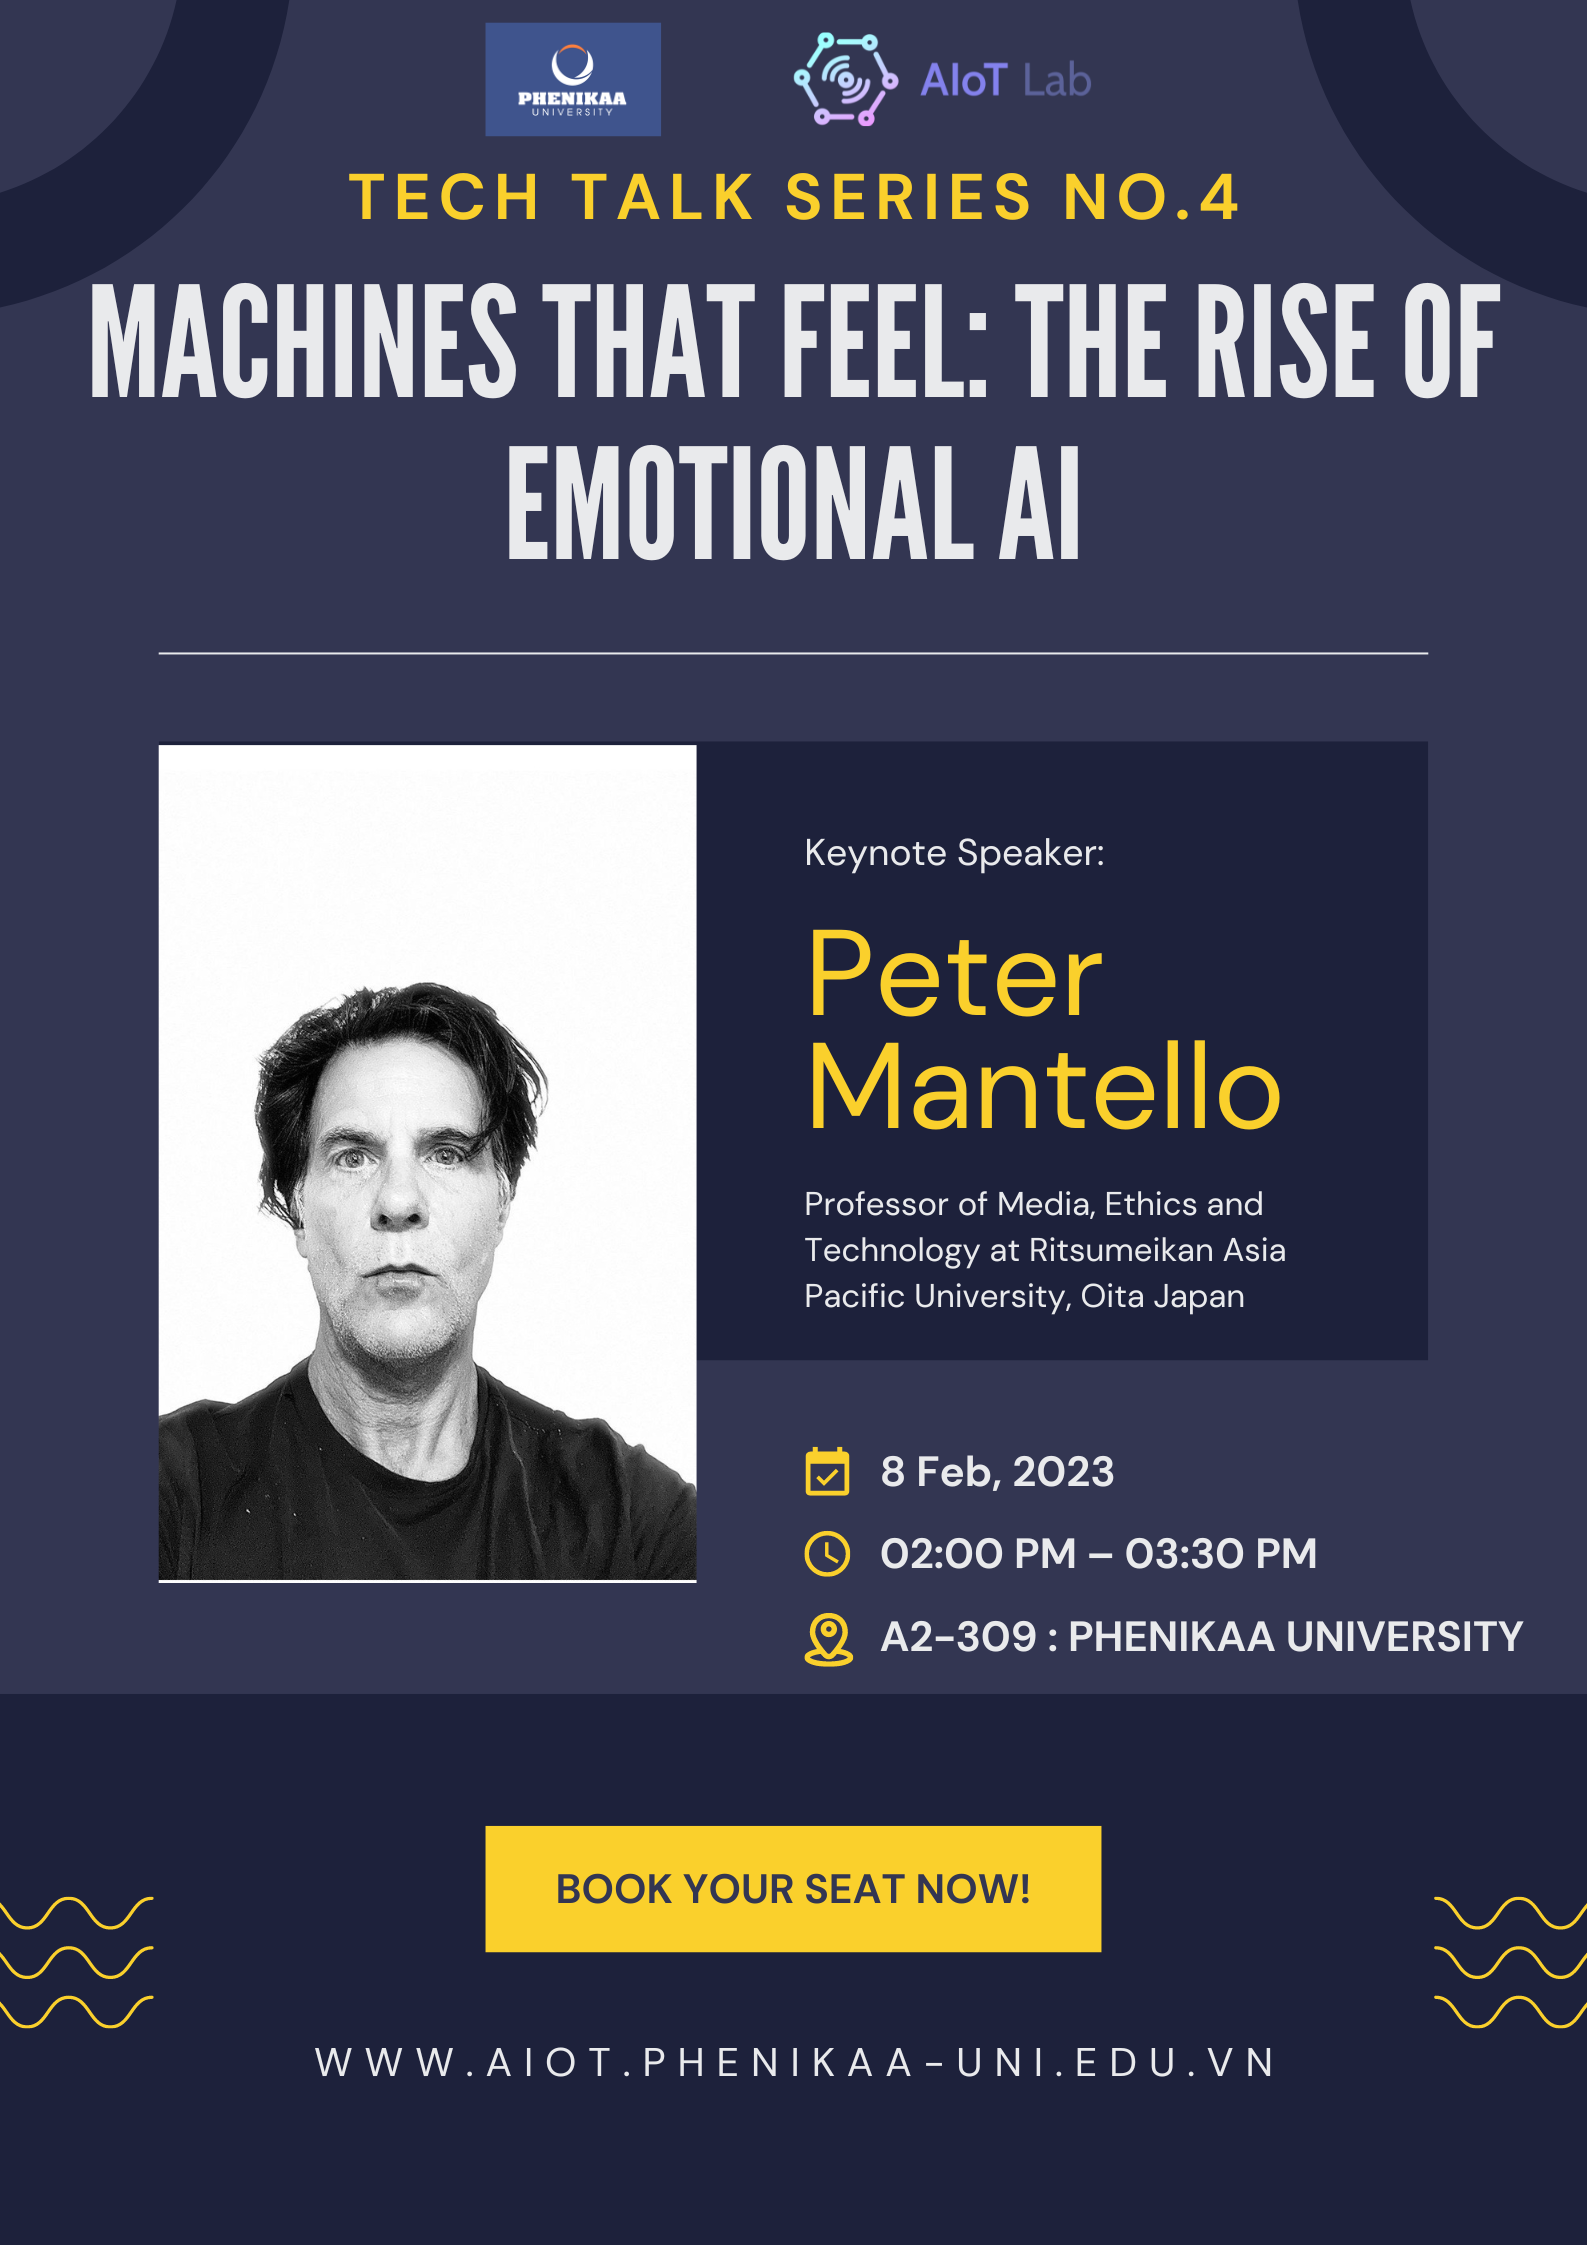 PHENIKAA
UNIVERSITY
AIoT Lab
TECH TALK SERIES NO.4
MACHINES THAT FEEL: THE RISE OF
EMOTIONAL AI
Keynote Speaker:
Peter
Mantello
Professor of Media, Ethics and
Technology at Ritsumeikan Asia
Pacific University, Oita Japan
8 Feb, 2023
02:00 PM – 03:30 PM
A2-309 : PHENIKAA UNIVERSITY
BOOK YOUR SEAT NOW!
WWW.AIOT.PHENIKAA-UNI.EDU.VN